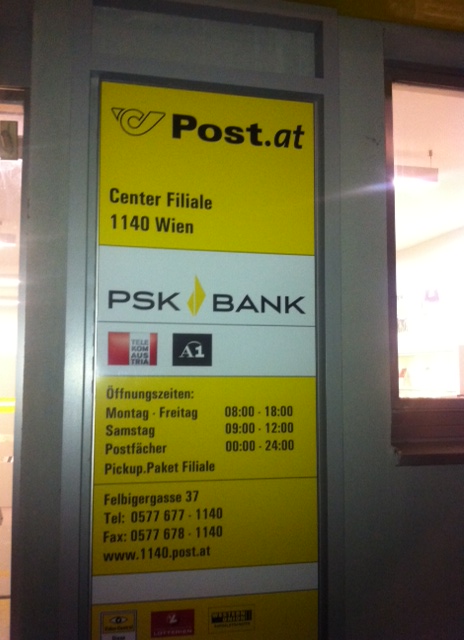 Post.at
Center Filiale
1140 Wien
PSK BANK
TELE
KOM
AUS
TRIA
A1
Öffnungszeiten:
Montag - Freitag 08:00 - 18:00
Samstag 09:00 - 12:00
Postfächer 00:00 - 24:00
Pickup.Paket Filiale
Felbigergasse 37
Tel: 0577 677 - 1140
Fax: 0577 678 - 1140
www.1140.post.at